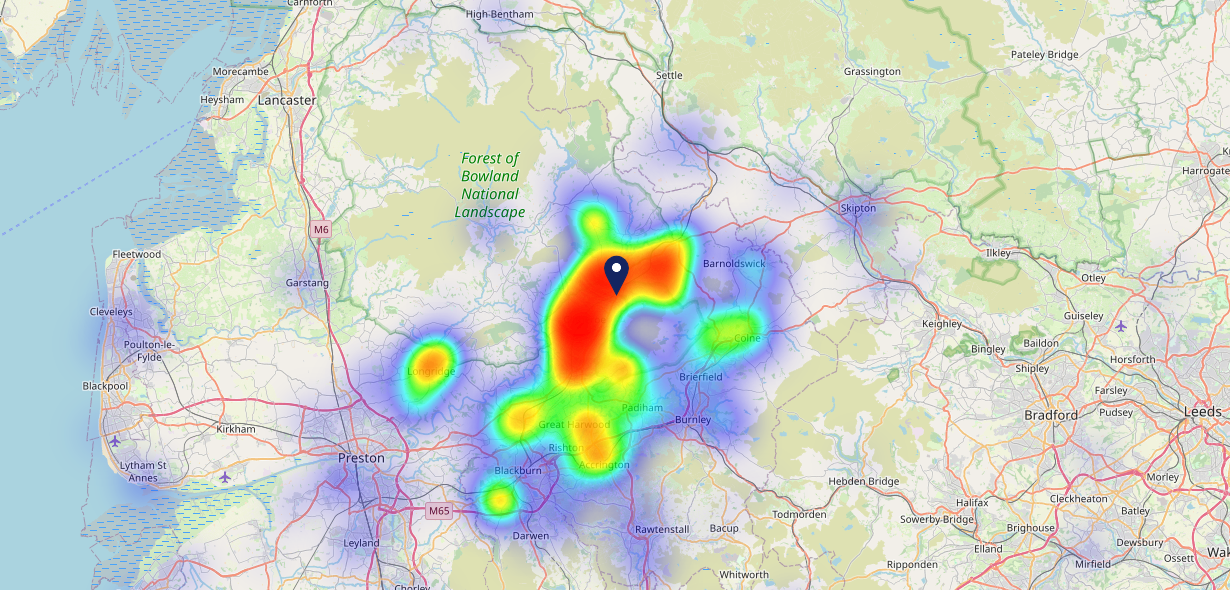 Carnforth
High Bentham
Pateley Bridge
Settle
Grassington
Morecambe
Heysham
Lancaster
Forest of
Bowland
National
Landscape
Harrogate
Skipton
M6
Fleetwood
Ilkley
Barnoldswick
Otley
Garstang
Cleveleys
Guiseley
Keighley
Poulton-le-
Fylde
Coine
Bingley
Baildon
Horsforth
Shipley
Longridge
Brierfield
Blackpool
Farsley
Padiham
Bradford
Pudsey
Leeds
Great Harwood
Burnley
Kirkham
Rishton
Preston
Accrington
Lytham St
Annes
Blackburn
Morley
Hebden Bridge
Cleckheaton
Halifax
M65
Todmorden
Batley
Sowerby Bridge
Brighouse
Rawtenstall
Bacup
Darwen
Leyland
Elland
Dewsbury
Ossett
Ripponden
Mirfield
Whitworth
Chorley